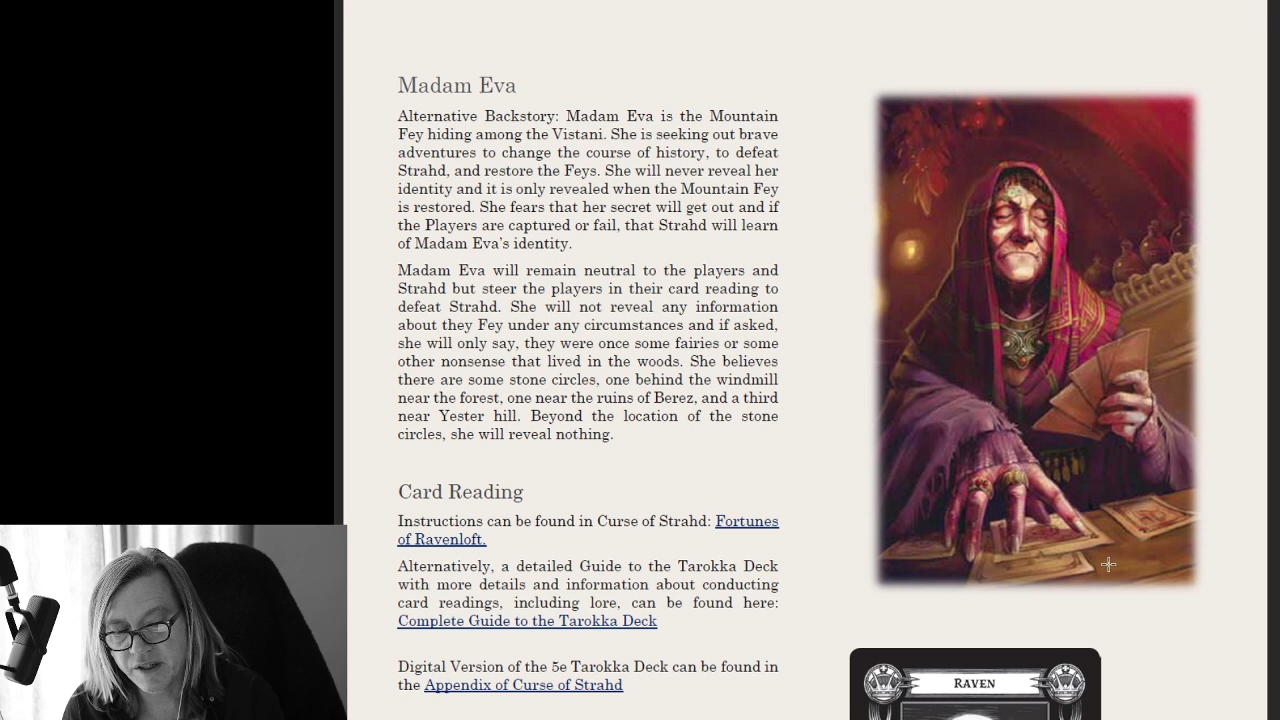 Madam Eva
Alternative Backstory: Madam Eva is the Mountain
Fey hiding among the Vistani. She is seeking out brave
adventures to change the course of history, to defeat
Strahd, and restore the Feys. She will never reveal her
identity and it is only revealed when the Mountain Fey
is restored. She fears that her secret will get out and if
the Players are captured or fail, that Strahd will learn
of Madam Eva's identity.
Madam Eva will remain neutral to the players and
Strahd but steer the players in their card reading to
defeat Strahd. She will not reveal any information
about they Fey under any circumstances and if asked,
she will only say, they were once some fairies or some
other nonsense that lived in the woods. She believes
there are some stone circles, one behind the windmill
near the forest, one near the ruins of Berez, and a third
near Yester hill. Beyond the location of the stone
circles, she will reveal nothing.
Card Reading
Instructions can be found in Curse of Strahd: Fortunes
of Ravenloft.
Alternatively, a detailed Guide to the Tarokka Deck
with more details and information about conducting
card readings, including lore, can be found here:
Complete Guide to the Tarokka Deck
Digital Version of the 5e Tarokka Deck can be found in
the Appendix of Curse of Strahd
RAVEN